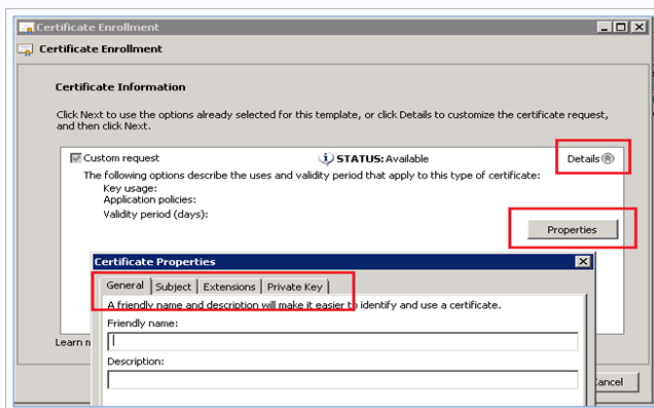 Certificate Enrollment
Certificate Enrollment
Certificate Information
Click Next to use the options already selected for this template, or click Details to customize the certificate request,
and then click Next.
Custom request STATUS: Available Details
The following options describe the uses and validity period that apply to this type of certificate:
Key usage:
Application policies:
Validity period (days):
Properties
Certificate Properties
General Subject Extensions Private Key
A friendly name and description will make it easier to identify and use a certificate.
Friendly name:
Learn
Description: